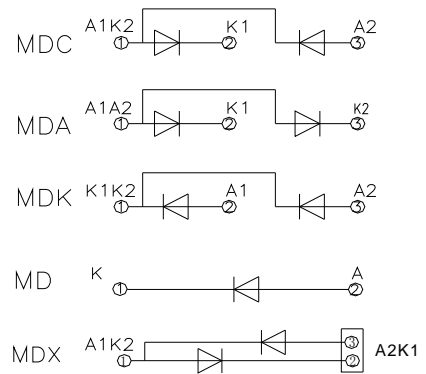 A1K2 K1 A2
MDC ① ② ③
A1A2 K1 K2
MDA ① ② ③
K1K2 A1 A2
MDK ① ② ③
MD K A
① ②
A1K2 ③
MDX ① ② A2K1